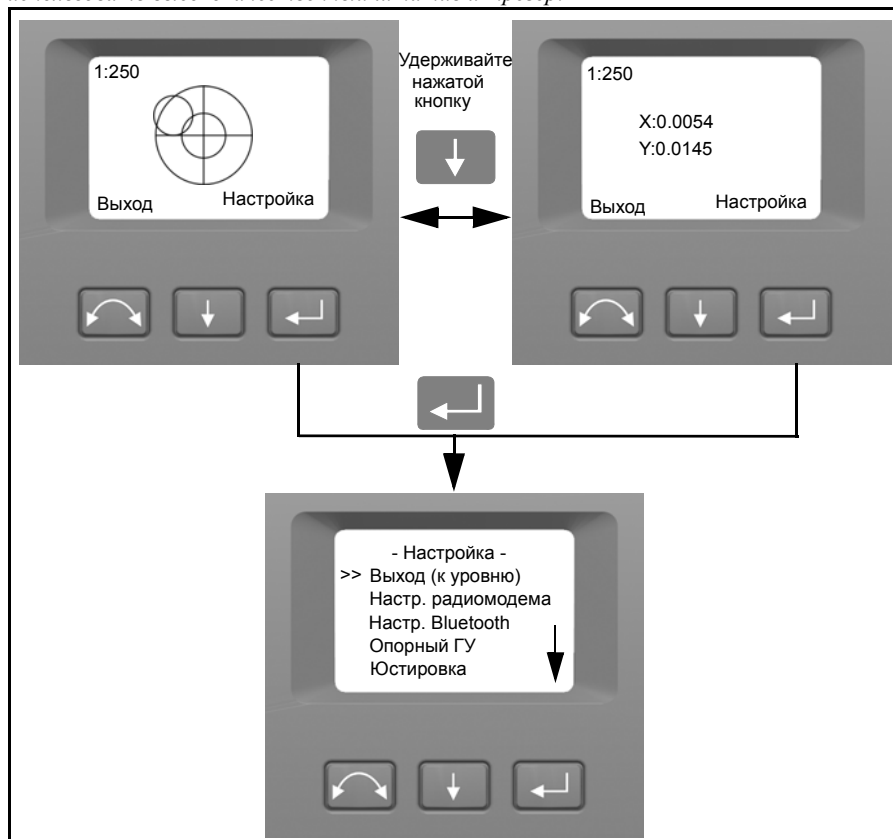 1:250
Выход Настройка
Удерживайте
нажатой
кнопку
1:250
X:0.0054
Y:0.0145
Выход Настройка
- Настройка -
>> Выход (к уровню)
Настр. радиомодема
Настр. Bluetooth
Опорный ГУ
Юстировка